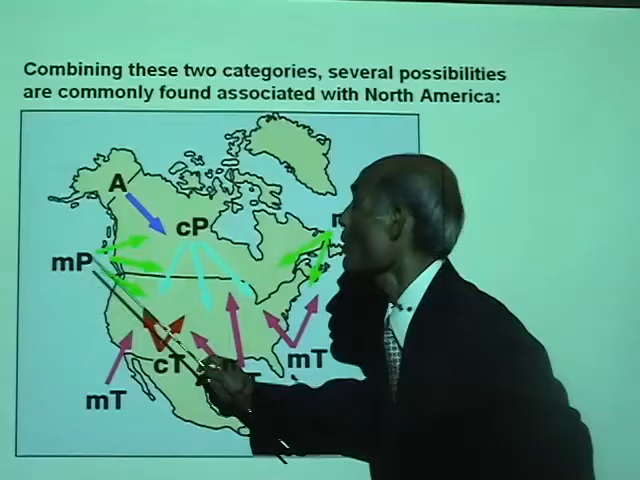 Combining these two categories, several possibilities
are commonly found associated with North America:
A
cP
mP
cT
mT
mT